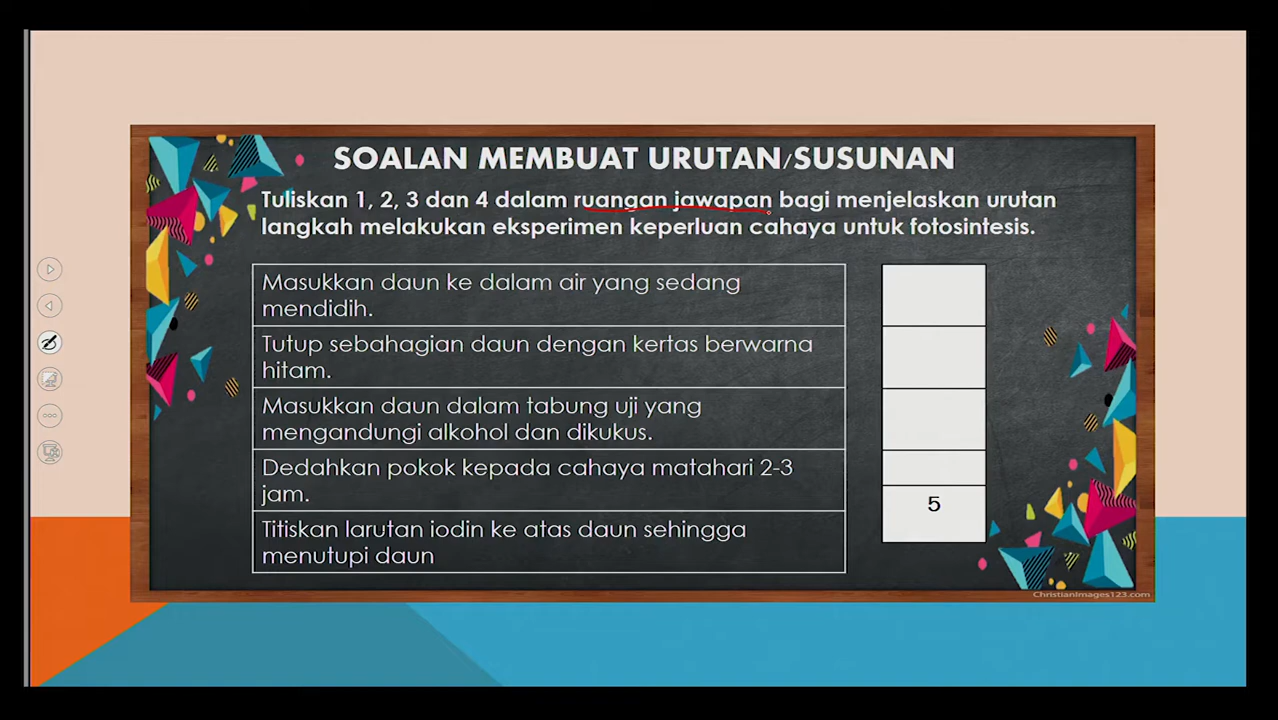 SOALAN MEMBUAT URUTAN/SUSUNAN
Tuliskan 1, 2, 3 dan 4 dalam ruangan jawapan bagi menjelaskan urutan
langkah melakukan eksperimen keperluan cahaya untuk fotosintesis.
Masukkan daun ke dalam air yang sedang
mendidih.
Tutup sebahagian daun dengan kertas berwarna
hitam.
Masukkan daun dalam tabung uji yang
mengandungi alkohol dan dikukus.
Dedahkan pokok kepada cahaya matahari 2-3
jam.
5
Titiskan larutan iodin ke atas daun sehingga
menutupi daun
ChristianImages123.com